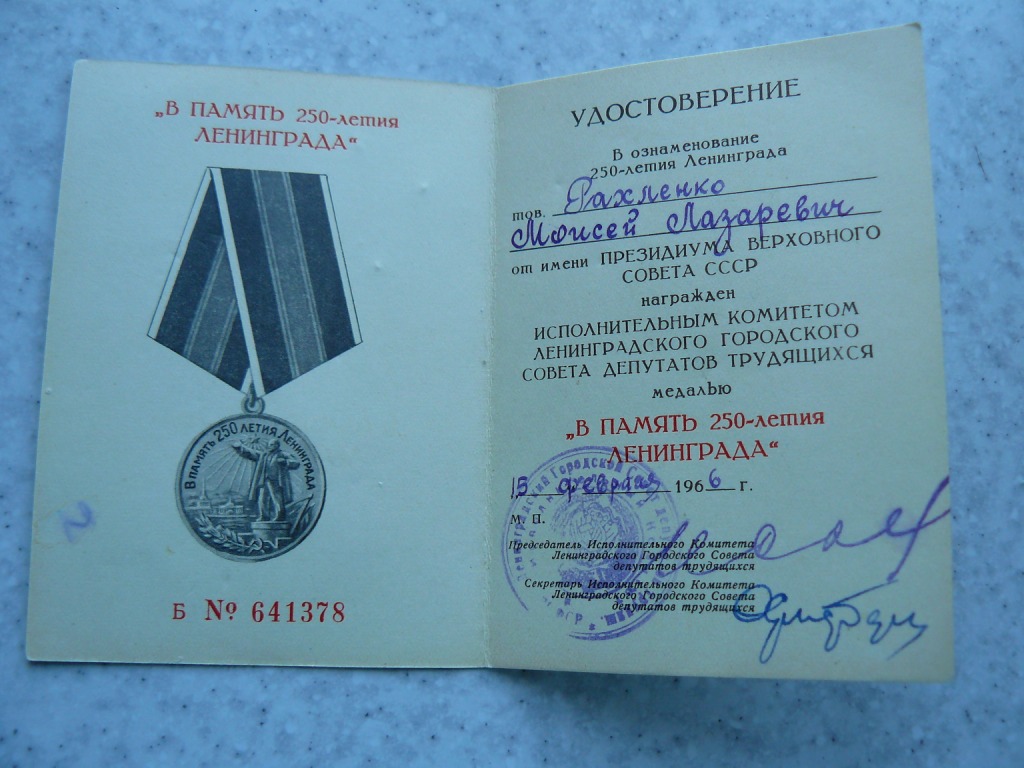 „В ПАМЯТЬ 250-летия
ЛЕНИНГРАДА“
В ПАМЯТЬ 250 ЛЕТИЯ ЛЕНИНГРАДА
Б № 641378
УДОСТОВЕРЕНИЕ
В ознаменование
250-летия Ленинграда
тов. Рахленко
Моисей Лазаревич
от имени ПРЕЗИДИУМА ВЕРХОВНОГО
СОВЕТА СССР
награжден
ИСПОЛНИТЕЛЬНЫМ КОМИТЕТОМ
ЛЕНИНГРАДСКОГО ГОРОДСКОГО
СОВЕТА ДЕПУТАТОВ ТРУДЯЩИХСЯ
медалью
„В ПАМЯТЬ 250-летия
ЛЕНИНГРАДА“
15 февраля 1966 г.
М. П.
Председатель Исполнительного Комитета
Ленинградского Городского Совета
депутатов трудящихся
Секретарь Исполнительного Комитета
Ленинградского Городского Совета
депутатов трудящихся